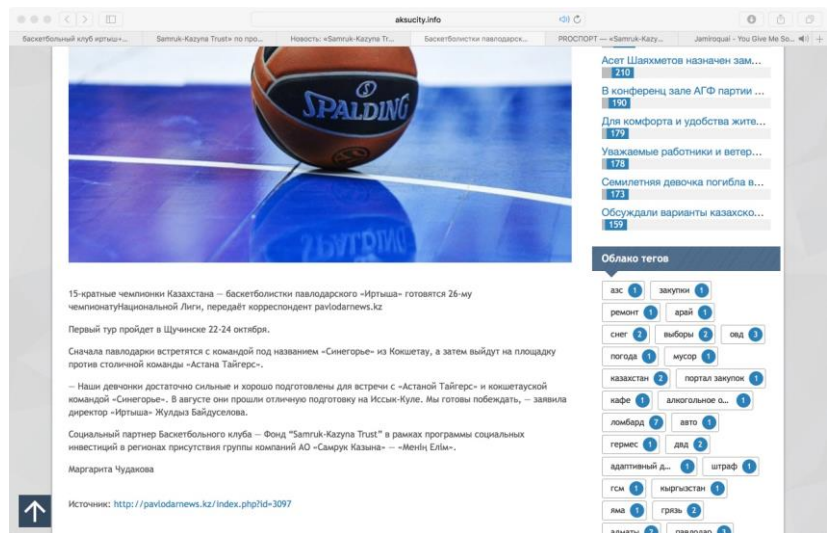 aksucity.info
баскетбольный клуб иртыш«...
Samruk-Kazyna Trust» по про...
Новость: «Samruk-Kazyna Tr...
Баскетболистки павлодарск...
PROСПОРТ — «Samruk-Kazy...
Jamiroquai - You Give Me So...
SPALDING
15-кратные чемпионки Казахстана — баскетболистки павлодарского «Иртыша» готовятся 26-му
чемпионатуНациональной Лиги, передаёт корреспондент pavlodarnews.kz
Первый тур пройдет в Щучинске 22-24 октября.
Сначала павлодарки встретятся с командой под названием «Синегорье» из Кокшетау, а затем выйдут на площадку
против столичной команды «Астана Тайгерс».
— Наши девчонки достаточно сильные и хорошо подготовлены для встречи с «Астаной Тайгерс» и кокшетауской
командой «Синегорье». В августе они прошли отличную подготовку на Иссык-Куле. Мы готовы побеждать, — заявила
директор «Иртыша» Жулдыз Байдуселова.
Социальный партнер Баскетбольного клуба — Фонд “Samruk-Kazyna Trust” в рамках программы социальных
инвестиций в регионах присутствия группы компаний АО «Самрук Казына» — «Менің Елім».
Маргарита Чудакова
Источник: http://pavlodarnews.kz/index.php?id=3097
Асет Шаяхметов назначен зам...
210
В конференц зале АГФ партии ...
190
Для комфорта и удобства жите...
179
Уважаемые работники и ветер...
178
Семилетняя девочка погибла в...
173
Обсуждали варианты казахско...
159
Облако тегов
азс 1 закупки 1
ремонт 1 арай 1
снег 2 выборы 2 овд 3
погода 1 мусор 1
казахстан 2 портал закупок 1
кафе 1 алкогольное о... 1
ломбард 7 авто 1
гермес 1 двд 2
адаптивный д... 1 штраф 1
гсм 1 кыргызстан 1
яма 1 грязь 2
алматы павлодар